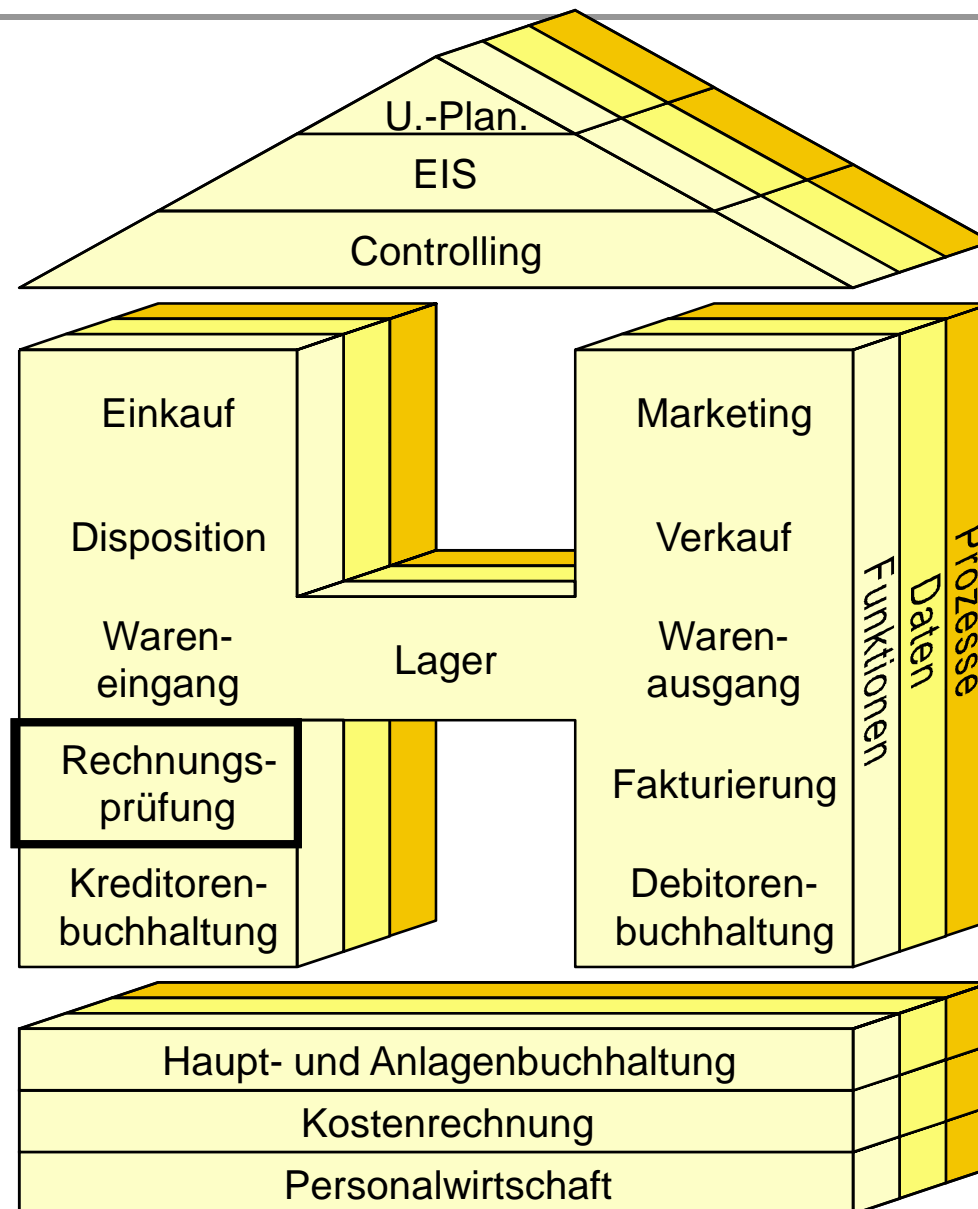 U.-Plan.
EIS
Controlling
Einkauf
Disposition
Waren-
eingang
Rechnungs-
prüfung
Kreditoren-
buchhaltung
Lager
Marketing
Verkauf
Waren-
ausgang
Fakturierung
Debitoren-
buchhaltung
Funktionen
Daten
Prozesse
Haupt- und Anlagenbuchhaltung
Kostenrechnung
Personalwirtschaft